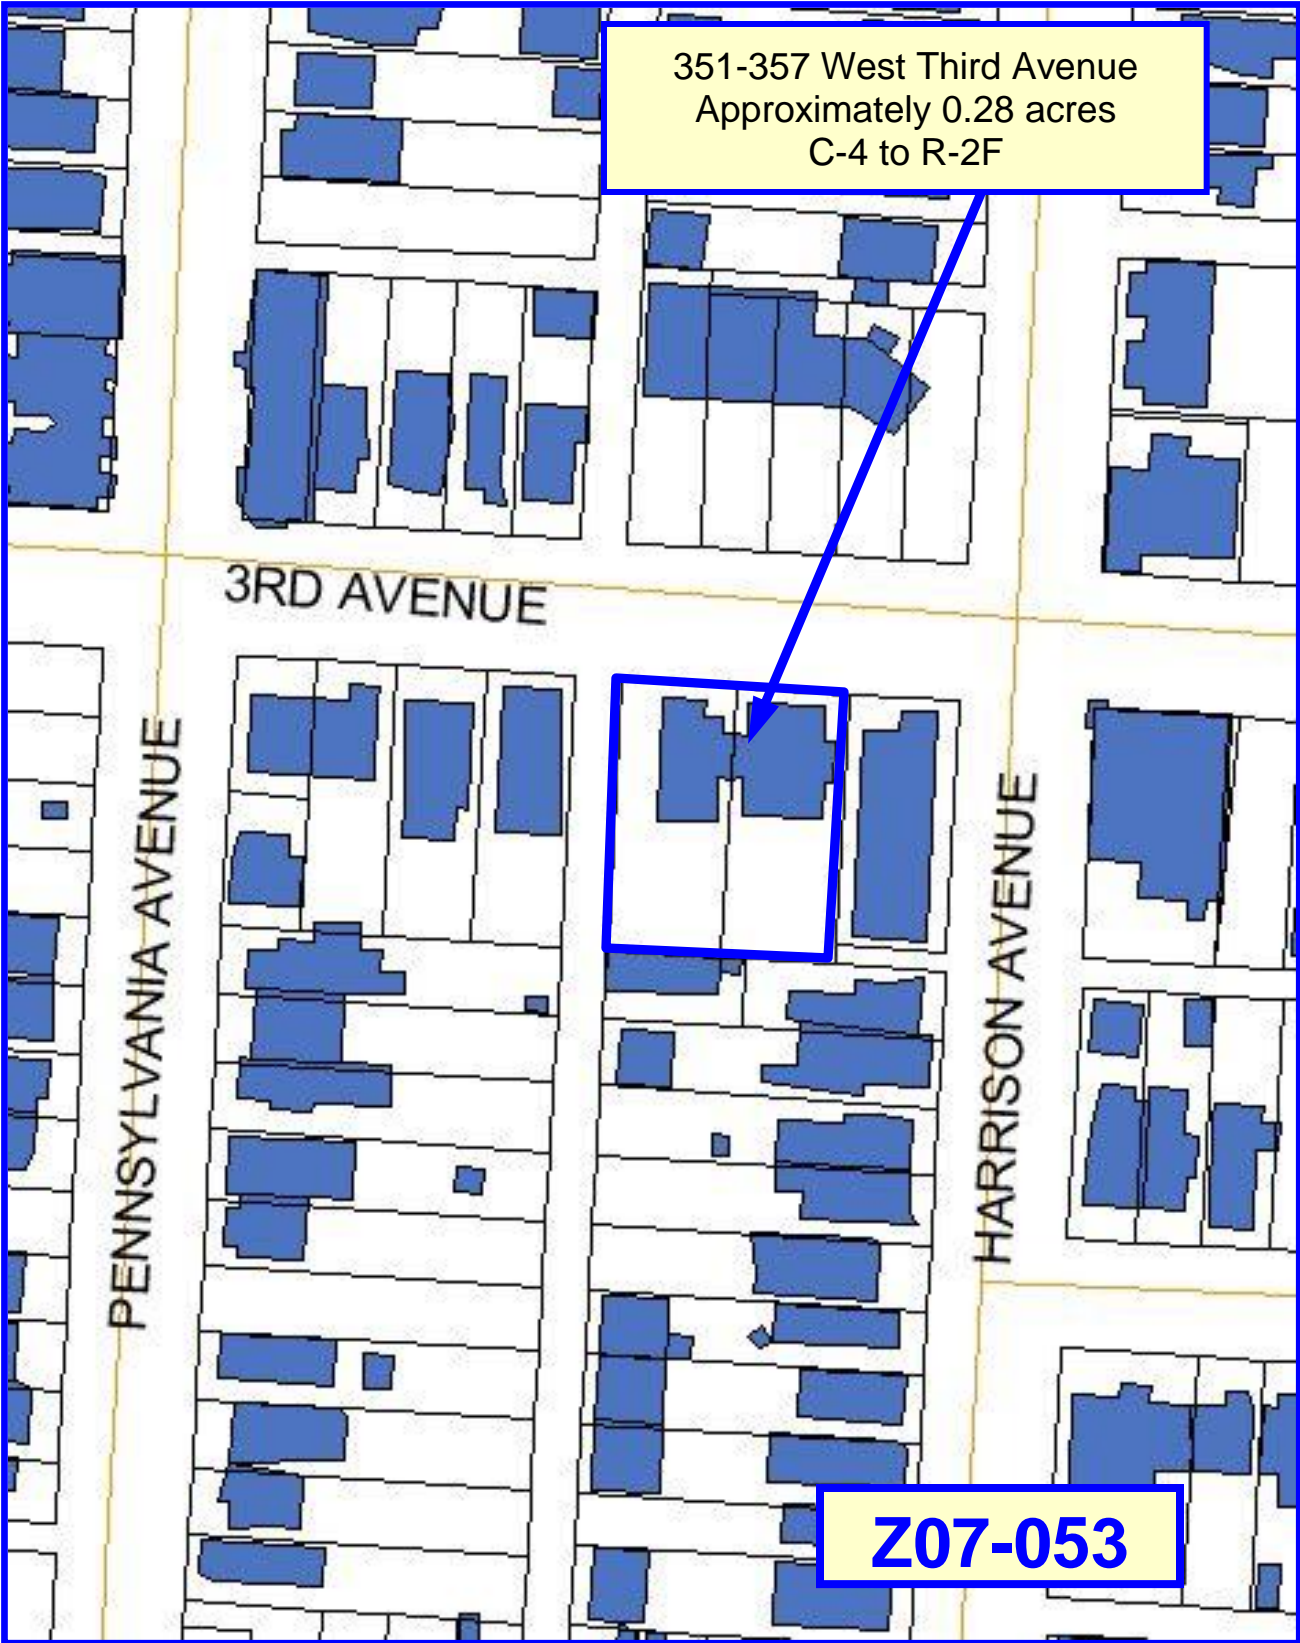 351-357 West Third Avenue
Approximately 0.28 acres
C-4 to R-2F
3RD AVENUE
PENNSYLVANIA AVENUE
HARRISON AVENUE
Z07-053